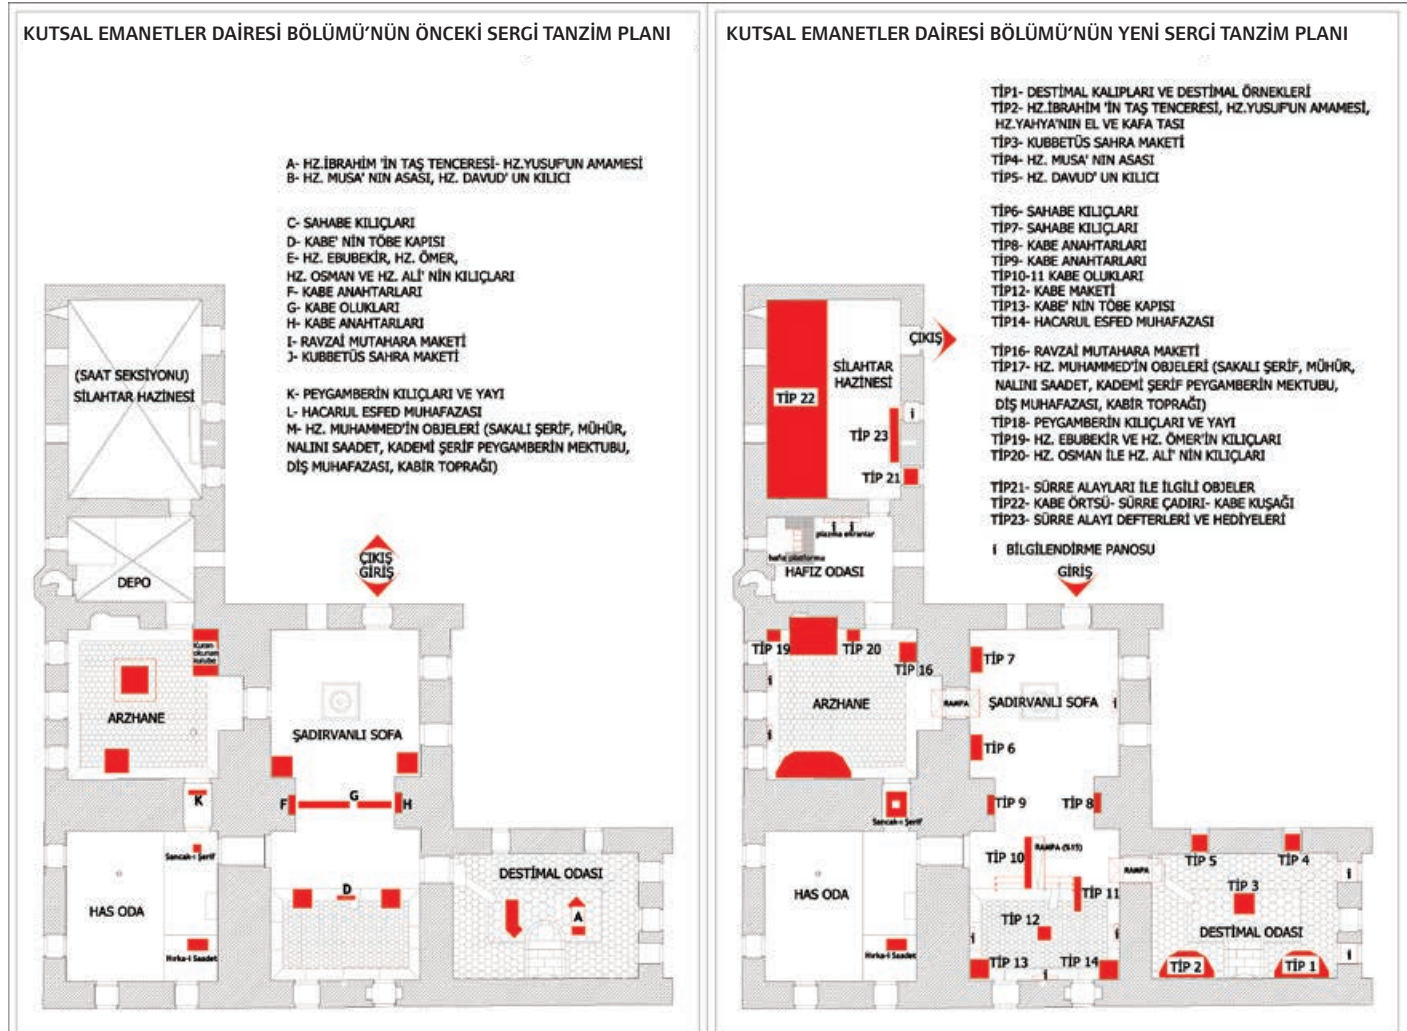 KUTSAL EMANETLER DAİRESİ BÖLÜMÜ'NÜN ÖNCEKİ SERGİ TANZİM PLANI
A- HZ.İBRAHİM 'İN TAŞ TENCERESİ- HZ.YUSUF'UN AMAMESİ
B- HZ. MUSA' NIN ASASI, HZ. DAVUD' UN KILICI
C- SAHABE KILIÇLARI
D- KABE' NİN TÖBE KAPISI
E- HZ. EBUBEKİR, HZ. ÖMER,
HZ. OSMAN VE HZ. ALİ' NİN KILIÇLARI
F- KABE ANAHTARLARI
G- KABE OLUKLARI
H- KABE ANAHTARLARI
I- RAVZAİ MUTAHARA MAKETİ
J- KUBBETÜS SAHRA MAKETİ
K- PEYGAMBERİN KILIÇLARI VE YAYI
L- HACARUL ESFED MUHAFAZASI
M- HZ. MUHAMMED'İN OBJELERİ (SAKALI ŞERİF, MÜHÜR,
NALINI SAADET, KADEMİ ŞERİF PEYGAMBERİN MEKTUBU,
DİŞ MUHAFAZASI, KABİR TOPRAĞI)
(SAAT SEKSİYONU)
SİLAHTAR HAZİNESİ
ÇIKIŞ
GİRİŞ
DEPO
Kuran
okunan
kulube
ARZHANE
ŞADIRVANLI SOFA
K
F
G
H
Sancak-ı Şerif
HAS ODA
D
DESTİMAL ODASI
A
Hırka-i Saadet
KUTSAL EMANETLER DAİRESİ BÖLÜMÜ'NÜN YENİ SERGİ TANZİM PLANI
TİP1- DESTİMAL KALIPLARI VE DESTİMAL ÖRNEKLERİ
TİP2- HZ.İBRAHİM 'İN TAŞ TENCERESİ, HZ.YUSUF'UN AMAMESİ,
HZ.YAHYA'NIN EL VE KAFA TASI
TİP3- KUBBETÜS SAHRA MAKETİ
TİP4- HZ. MUSA' NIN ASASI
TİP5- HZ. DAVUD' UN KILICI
TİP6- SAHABE KILIÇLARI
TİP7- SAHABE KILIÇLARI
TİP8- KABE ANAHTARLARI
TİP9- KABE ANAHTARLARI
TİP10-11 KABE OLUKLARI
TİP12- KABE MAKETİ
TİP13- KABE' NİN TÖBE KAPISI
TİP14- HACARUL ESFED MUHAFAZASI
TİP16- RAVZAİ MUTAHARA MAKETİ
TİP17- HZ. MUHAMMED'İN OBJELERİ (SAKALI ŞERİF, MÜHÜR,
NALINI SAADET, KADEMİ ŞERİF PEYGAMBERİN MEKTUBU,
DİŞ MUHAFAZASI, KABİR TOPRAĞI)
TİP18- PEYGAMBERİN KILIÇLARI VE YAYI
TİP19- HZ. EBUBEKİR VE HZ. ÖMER'İN KILIÇLARI
TİP20- HZ. OSMAN İLE HZ. ALİ' NİN KILIÇLARI
TİP21- SÜRRE ALAYLARI İLE İLGİLİ OBJELER
TİP22- KABE ÖRTSÜ- SÜRRE ÇADIRI- KABE KUŞAĞI
TİP23- SÜRRE ALAYI DEFTERLERİ VE HEDİYELERİ
i BİLGİLENDİRME PANOSU
ÇIKIŞ
SİLAHTAR
HAZİNESİ
TİP 22
i
TİP 23
TİP 21
i i
plazma ekranlar
hafız platformu
HAFIZ ODASI
GİRİŞ
TİP 19
TİP 20
TİP 16
TİP 7
i
ARZHANE
RAMPA
ŞADIRVANLI SOFA
i
i
TİP 6
TİP 9
TİP 8
Sancak-ı Şerif
TİP 10
RAMPA (%15)
RAMPA
TİP 5
TİP 4
i
HAS ODA
TİP 11
TİP 3
TİP 12
DESTİMAL ODASI
i
i
Hırka-i Saadet
i
TİP 13
TİP 14
i
TİP 2
TİP 1